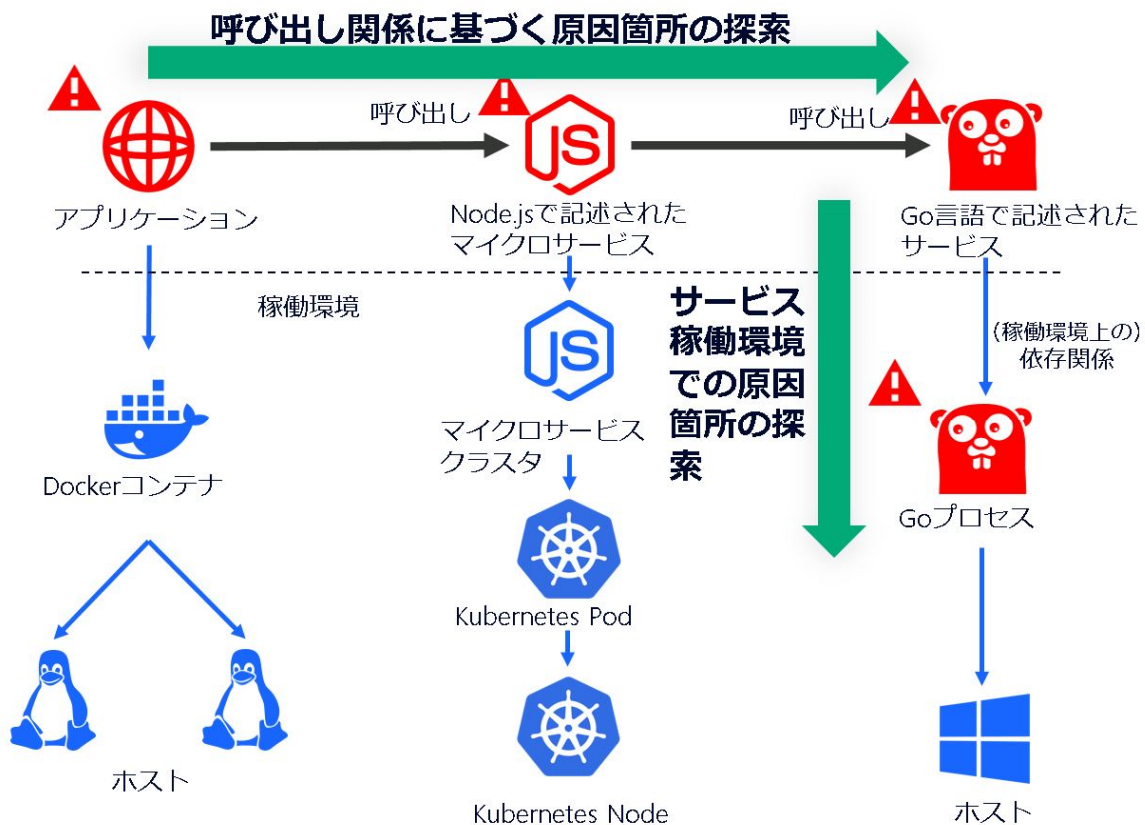 呼び出し関係に基づく原因箇所の探索
呼び出し
呼び出し
JS
アプリケーション
Node.jsで記述された
マイクロサービス
Go言語で記述された
サービス
稼働環境
JS
サービス
稼働環境
での原因
箇所の探
索
(稼働環境上の)
依存関係
Dockerコンテナ
マイクロサービス
クラスタ
Goプロセス
Kubernetes Pod
ホスト
Kubernetes Node
ホスト